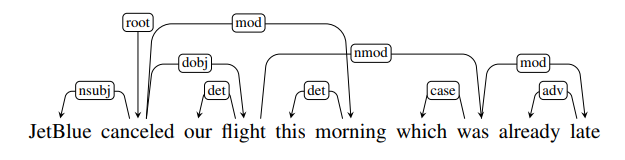 root mod
nmod
dobj mod
nsubj det det case adv
JetBlue canceled our flight this morning which was already late